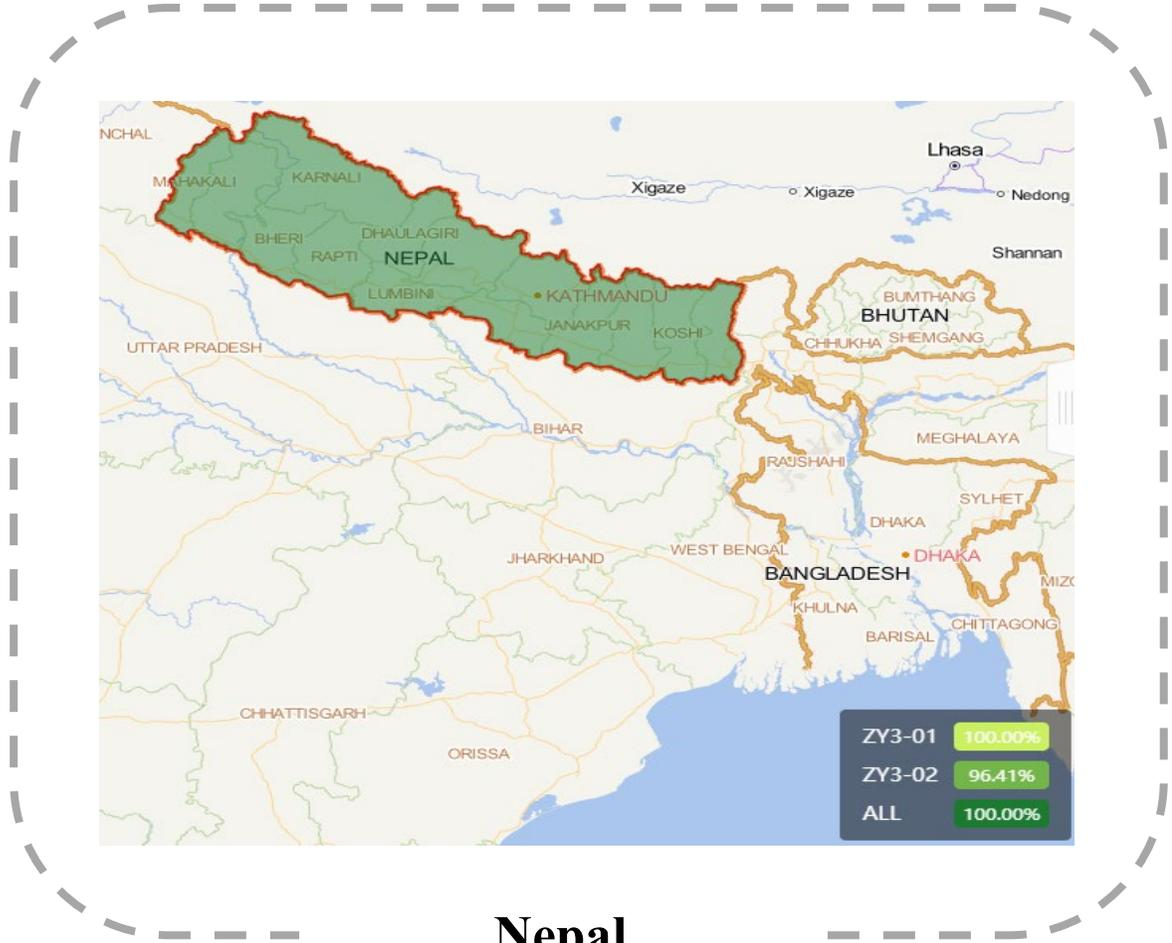 NCHAL
Lhasa
MAHAKALI
KARNALI
Xigaze
Xigaze
Nedong
BHERI
DHAULAGIRI
RAPTI
NEPAL
Shannan
LUMBINI
KATHMANDU
BUMTHANG
BHUTAN
JANAKPUR
KOSHI
CHHUKHA
SHEMGANG
UTTAR PRADESH
BIHAR
MEGHALAYA
RAJSHAHI
SYLHET
DHAKA
JHARKHAND
WEST BENGAL
DHAKA
BANGLADESH
MIZO
KHULNA
CHITTAGONG
BARISAL
CHHATTISGARH
ORISSA
ZY3-01 100.00%
ZY3-02 96.41%
ALL 100.00%
Nepal